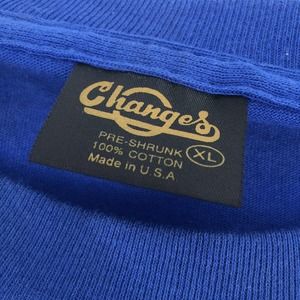 Changes
PRE-SHRUNK
100% COTTON
XL
Made in U.S.A